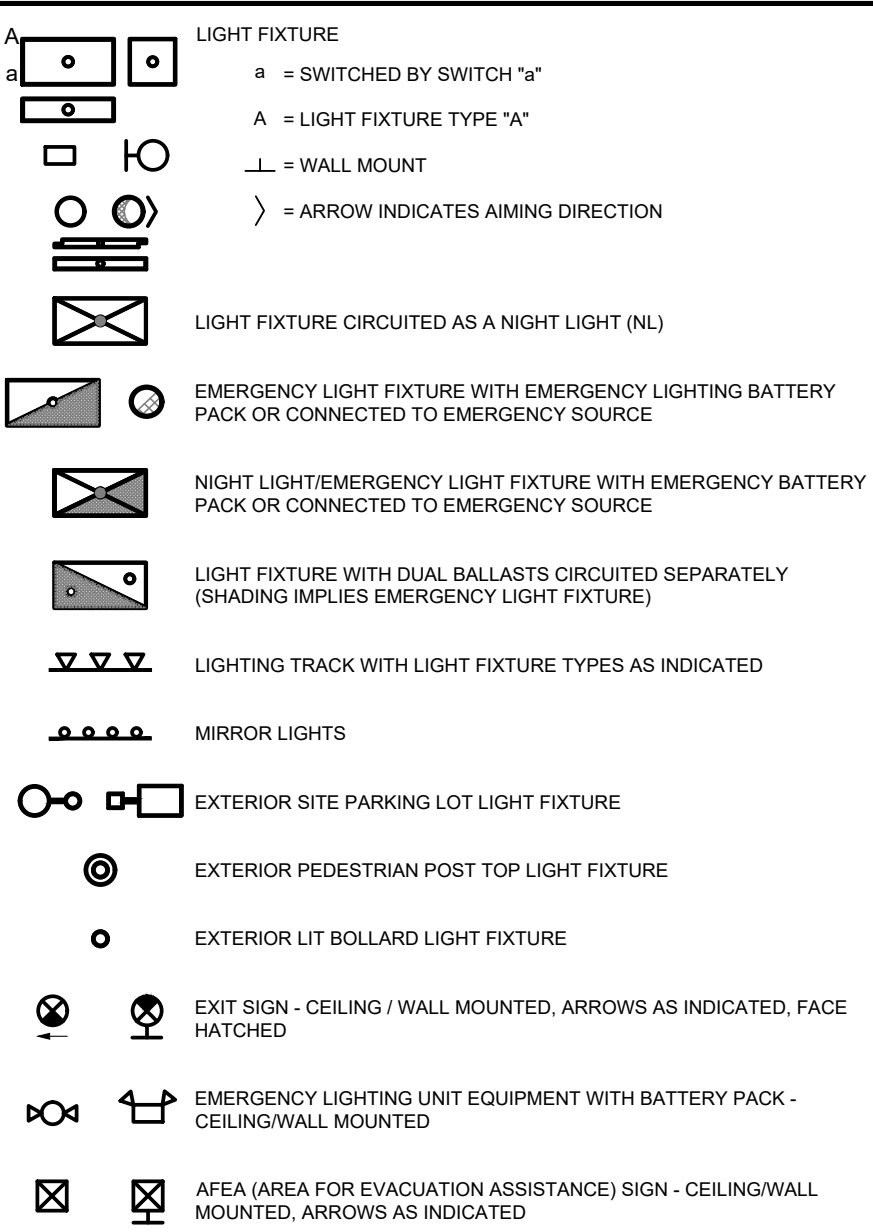 A
LIGHT FIXTURE
a
a = SWITCHED BY SWITCH "a"
A = LIGHT FIXTURE TYPE "A"
= WALL MOUNT
= ARROW INDICATES AIMING DIRECTION
LIGHT FIXTURE CIRCUITED AS A NIGHT LIGHT (NL)
EMERGENCY LIGHT FIXTURE WITH EMERGENCY LIGHTING BATTERY
PACK OR CONNECTED TO EMERGENCY SOURCE
NIGHT LIGHT/EMERGENCY LIGHT FIXTURE WITH EMERGENCY BATTERY
PACK OR CONNECTED TO EMERGENCY SOURCE
LIGHT FIXTURE WITH DUAL BALLASTS CIRCUITED SEPARATELY
(SHADING IMPLIES EMERGENCY LIGHT FIXTURE)
LIGHTING TRACK WITH LIGHT FIXTURE TYPES AS INDICATED
MIRROR LIGHTS
EXTERIOR SITE PARKING LOT LIGHT FIXTURE
EXTERIOR PEDESTRIAN POST TOP LIGHT FIXTURE
EXTERIOR LIT BOLLARD LIGHT FIXTURE
EXIT SIGN - CEILING / WALL MOUNTED, ARROWS AS INDICATED, FACE
HATCHED
EMERGENCY LIGHTING UNIT EQUIPMENT WITH BATTERY PACK -
CEILING/WALL MOUNTED
AFEA (AREA FOR EVACUATION ASSISTANCE) SIGN - CEILING/WALL
MOUNTED, ARROWS AS INDICATED